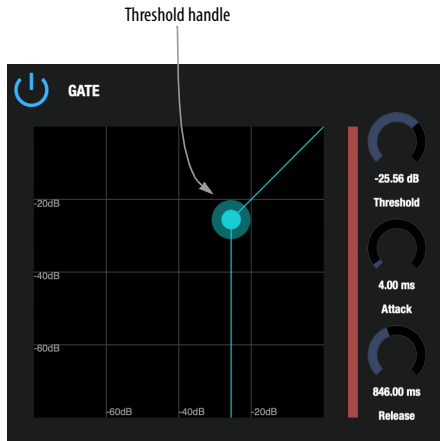 Threshold handle
GATE
-20dB
-40dB
-60dB
-60dB
-40dB
-20dB
-25.56 dB
Threshold
4.00 ms
Attack
846.00 ms
Release